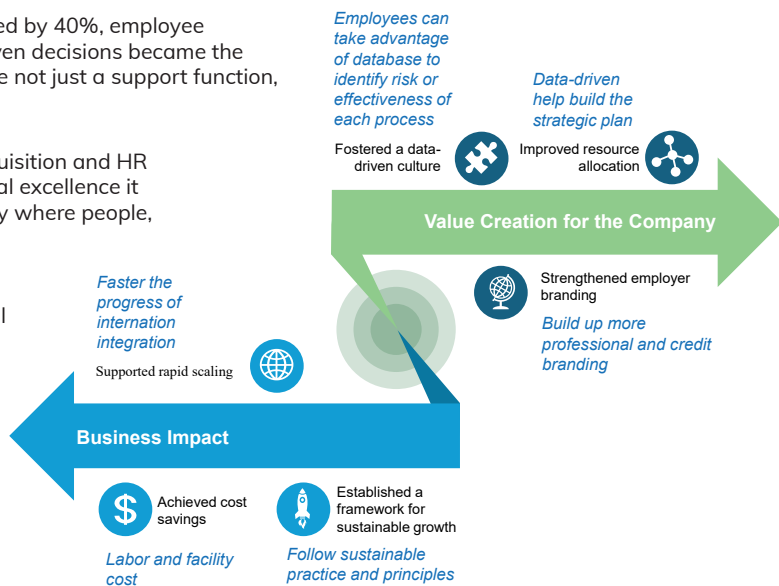 ed by 40%, employee
ven decisions became the
e not just a support function,
uisition and HR
al excellence it
y where people,
l
Employees can
take advantage
of database to
identify risk or
effectiveness of
each process
Fostered a data-
driven culture
Data-driven
help build the
strategic plan
Improved resource
allocation
Value Creation for the Company
Strengthened employer
branding
Build up more
professional and credit
branding
Faster the
progress of
internation
integration
Supported rapid scaling
Business Impact
$
Achieved cost
savings
Labor and facility
cost
Established a
framework for
sustainable growth
Follow sustainable
practice and principles